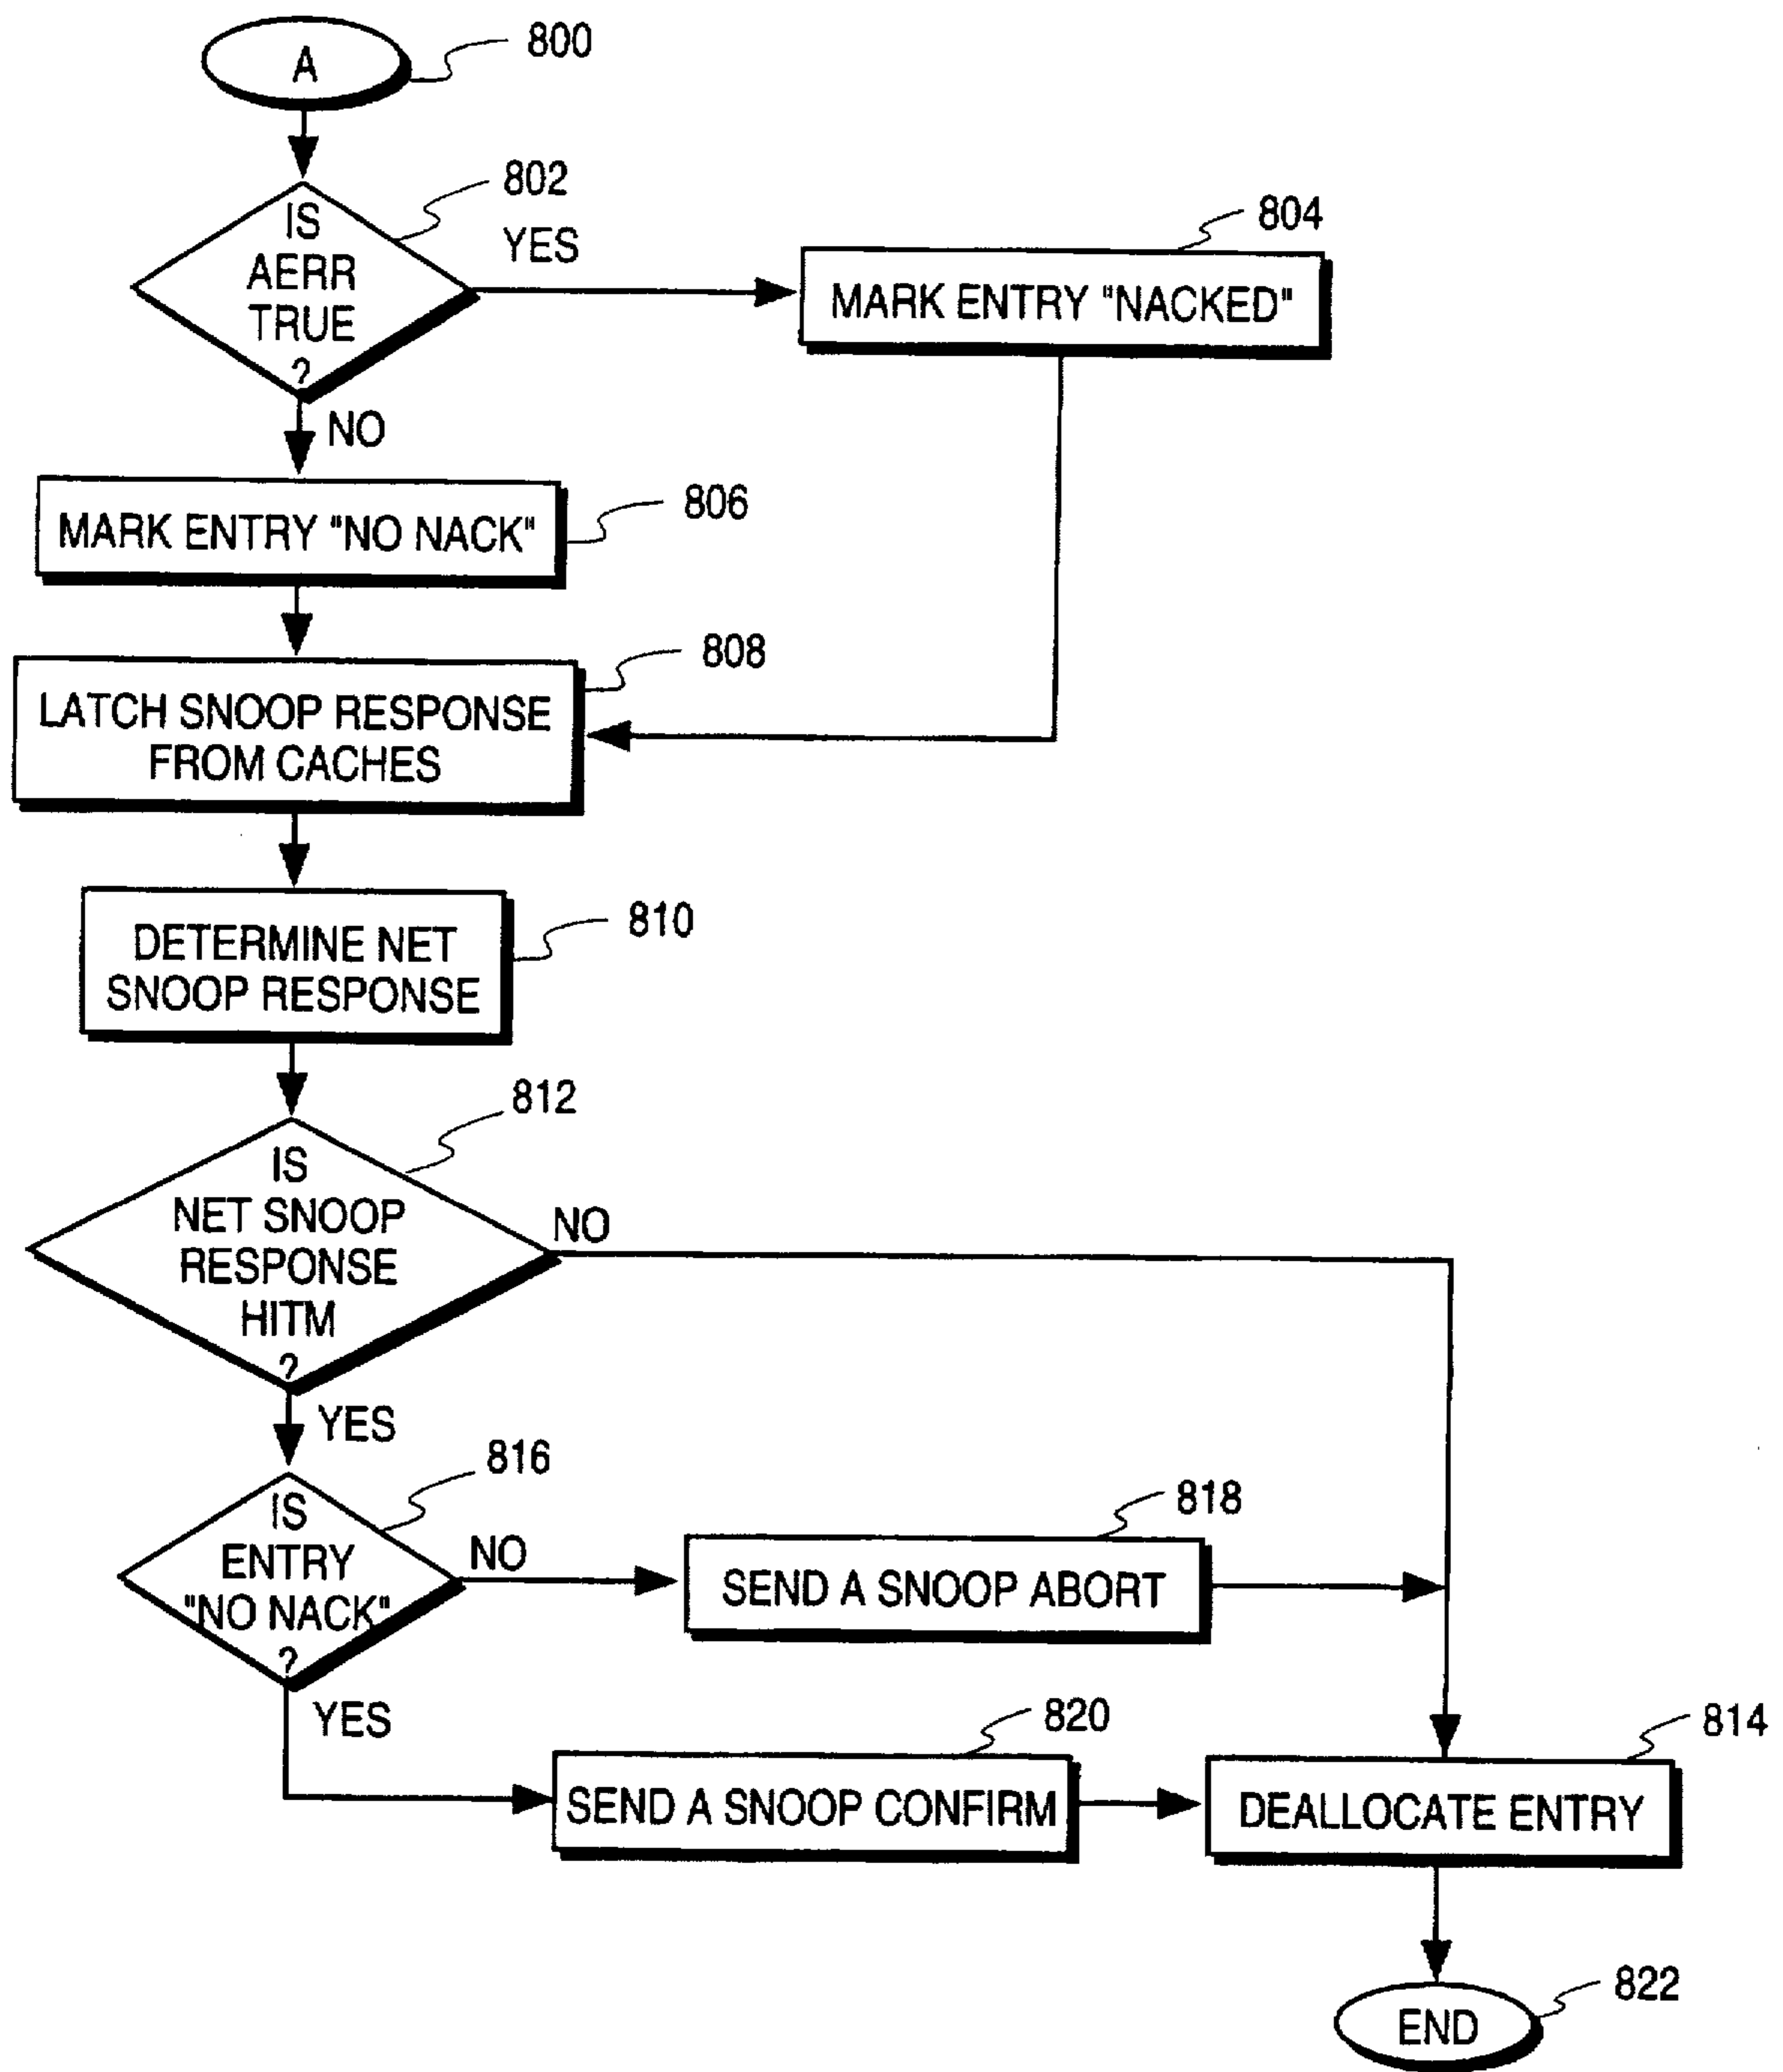 A
800
802
IS
AERR
TRUE
?
YES
804
MARK ENTRY "NACKED"
NO
806
MARK ENTRY "NO NACK"
808
LATCH SNOOP RESPONSE
FROM CACHES
810
DETERMINE NET
SNOOP RESPONSE
812
IS
NET SNOOP
RESPONSE
HITM
?
NO
YES
816
IS
ENTRY
"NO NACK"
?
NO
818
SEND A SNOOP ABORT
YES
820
SEND A SNOOP CONFIRM
814
DEALLOCATE ENTRY
822
END